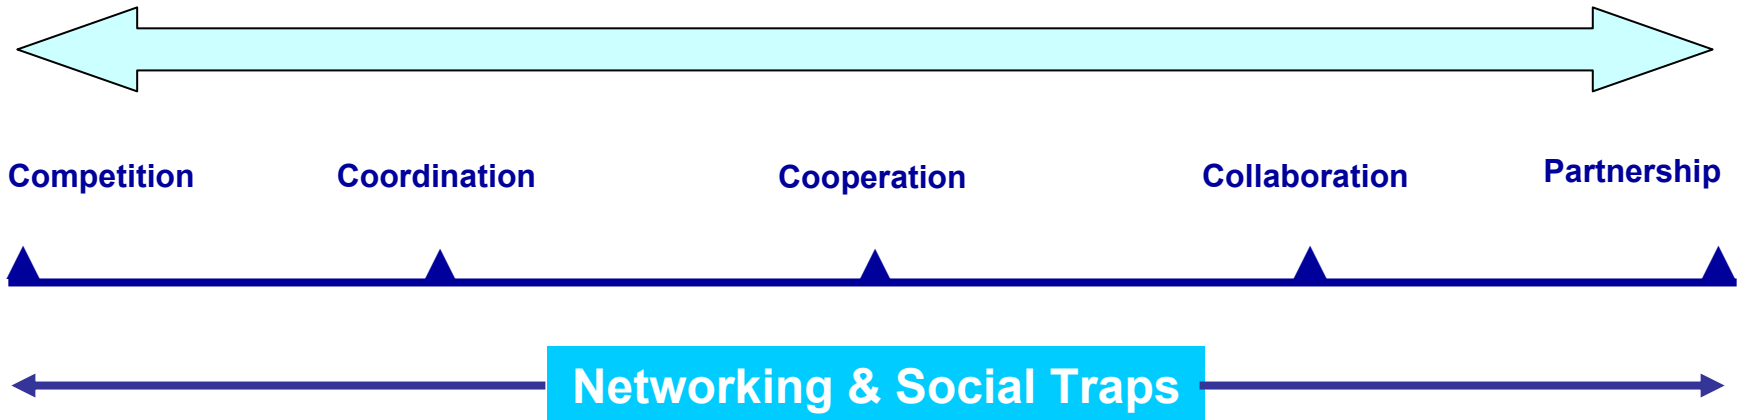 Competition Coordination Cooperation Collaboration Partnership
Networking & Social Traps